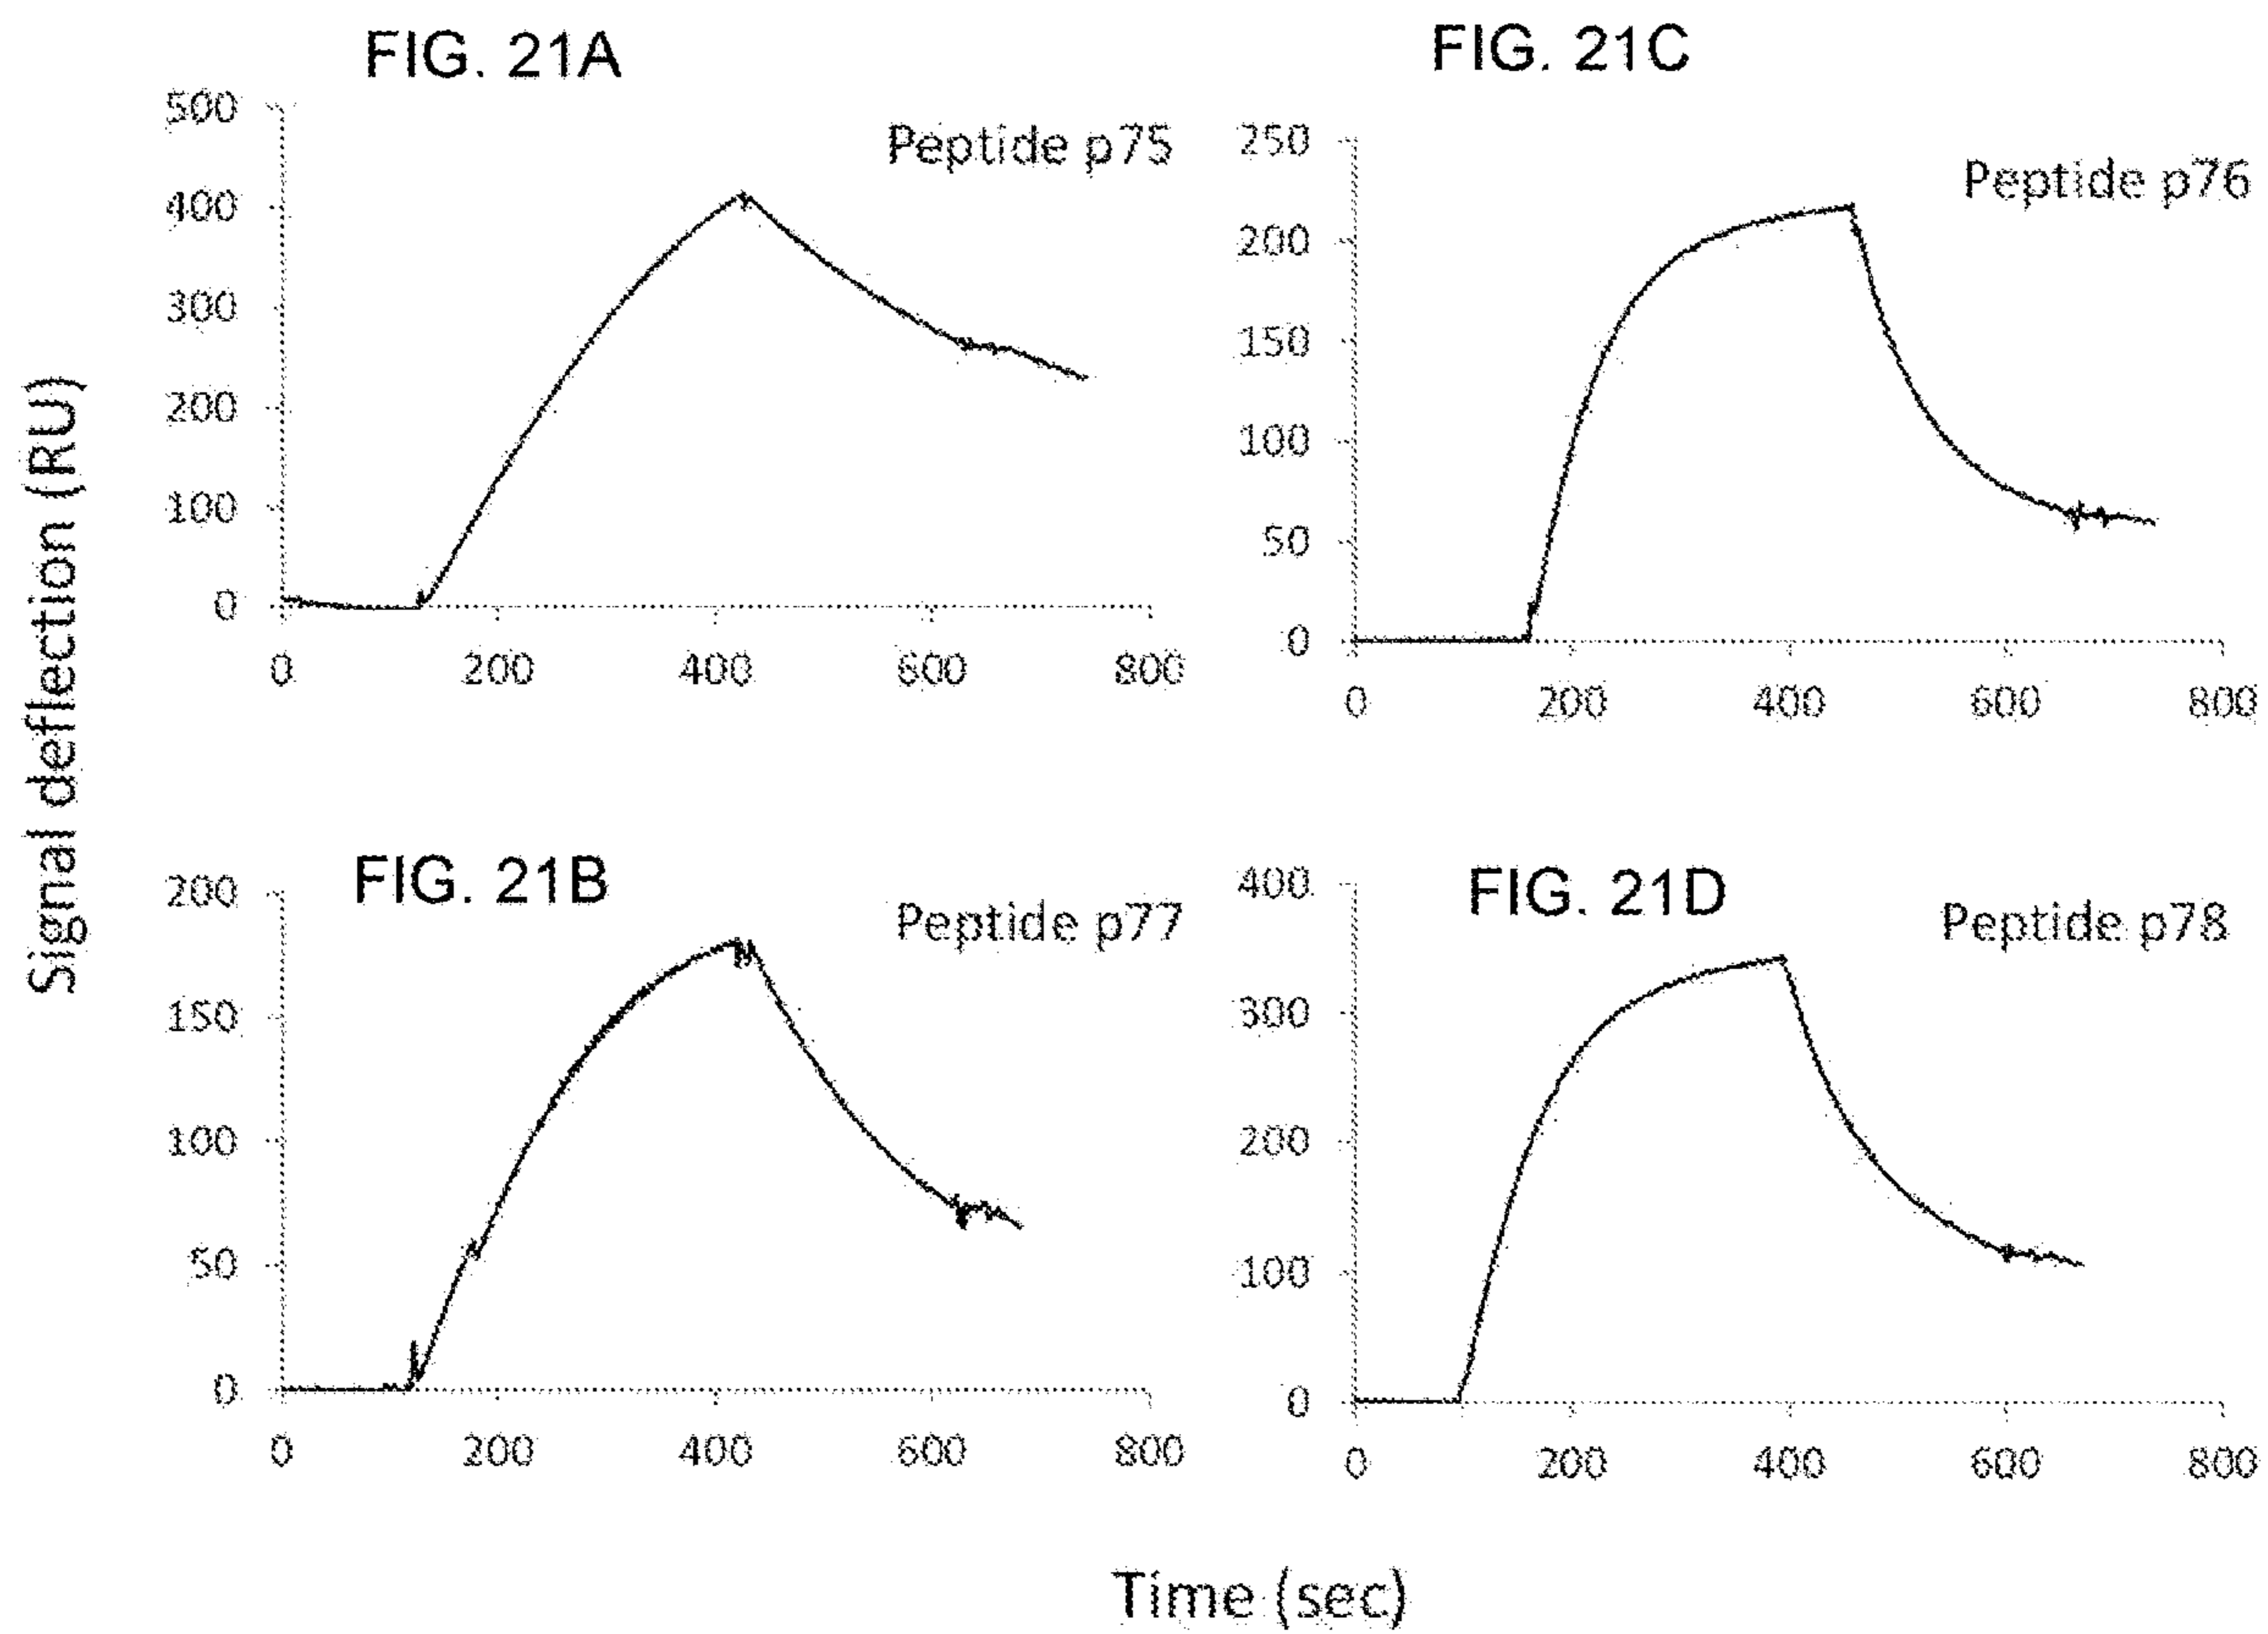 FIG. 21A
Peptide p75
500
400
300
200
100
0
0 200 400 600 800
FIG. 21C
Peptide p76
250
200
150
100
50
0
0 200 400 600 800
Signal deflection (RU)
FIG. 21B
Peptide p77
200
150
100
50
0
0 200 400 600 800
FIG. 21D
Peptide p78
400
300
200
100
0
0 200 400 600 800
Time (sec)